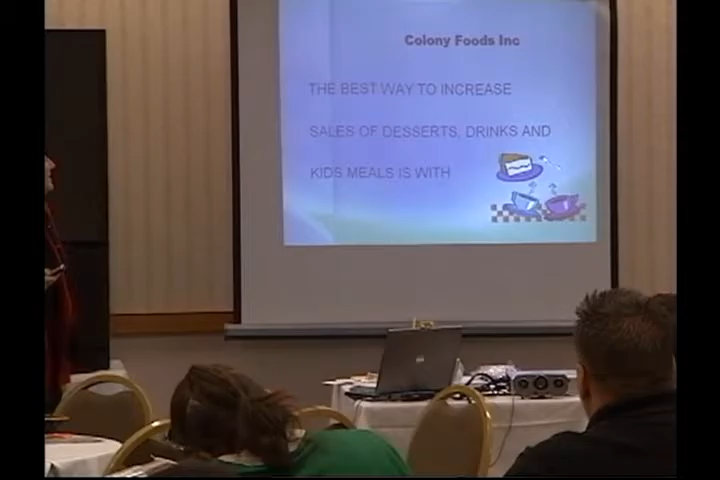 Colony Foods Inc
THE BEST WAY TO INCREASE
SALES OF DESSERTS, DRINKS AND
KIDS MEALS IS WITH